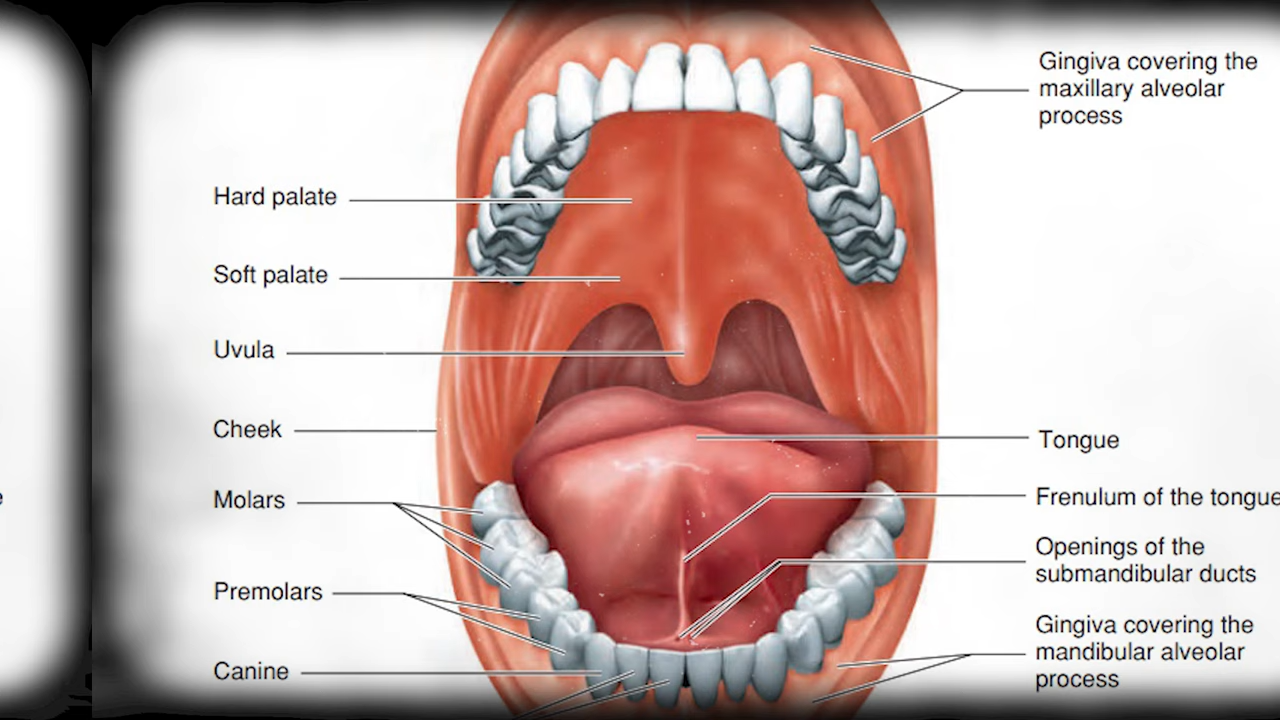 Hard palate
Soft palate
Uvula
Cheek
Molars
Premolars
Canine
Gingiva covering the
maxillary alveolar
process
Tongue
Frenulum of the tongue
Openings of the
submandibular ducts
Gingiva covering the
mandibular alveolar
process